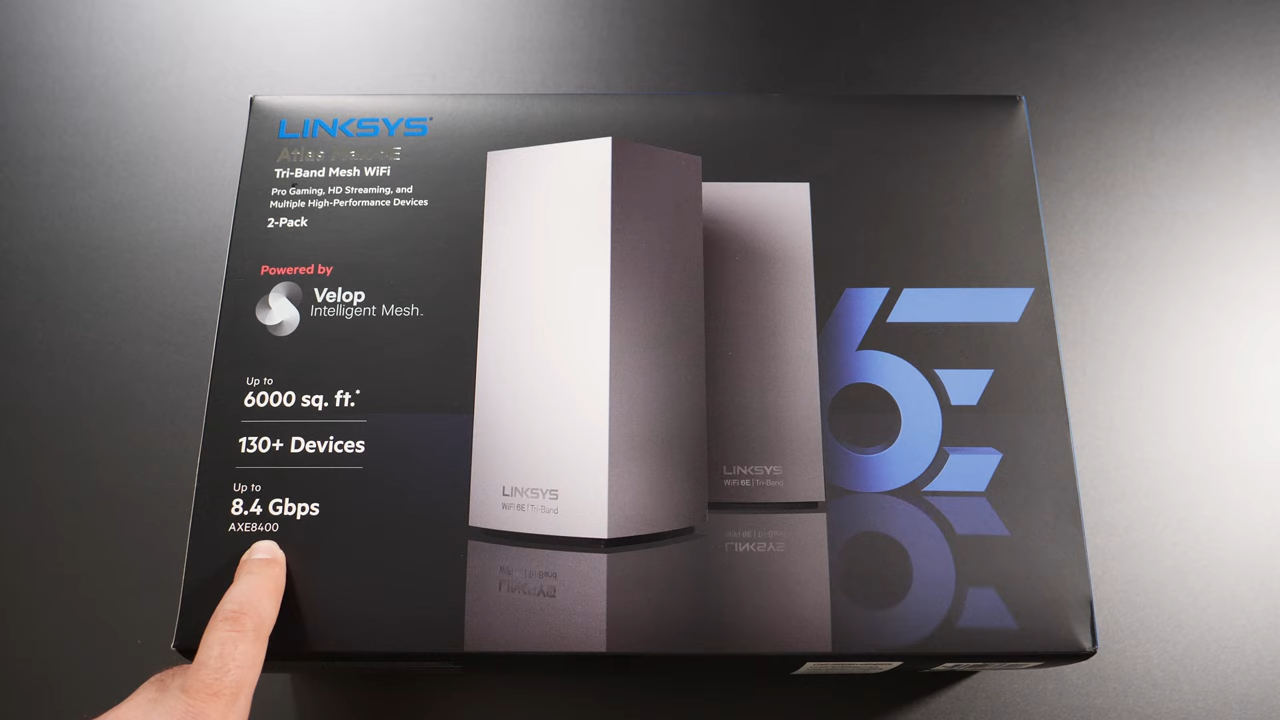 LINKSYS
Atlas
Tri-Band Mesh WiFi
Pro Gaming, HD Streaming, and
Multiple High-Performance Devices
2-Pack
Powered by
Velop
Intelligent Mesh™
Up to
6000 sq. ft.*
130+ Devices
Up to
8.4 Gbps
AXE8400
LINKSYS
WiFi 6E | Tri-Band
LINKSYS
WiFi 6E | Tri-Band
6E